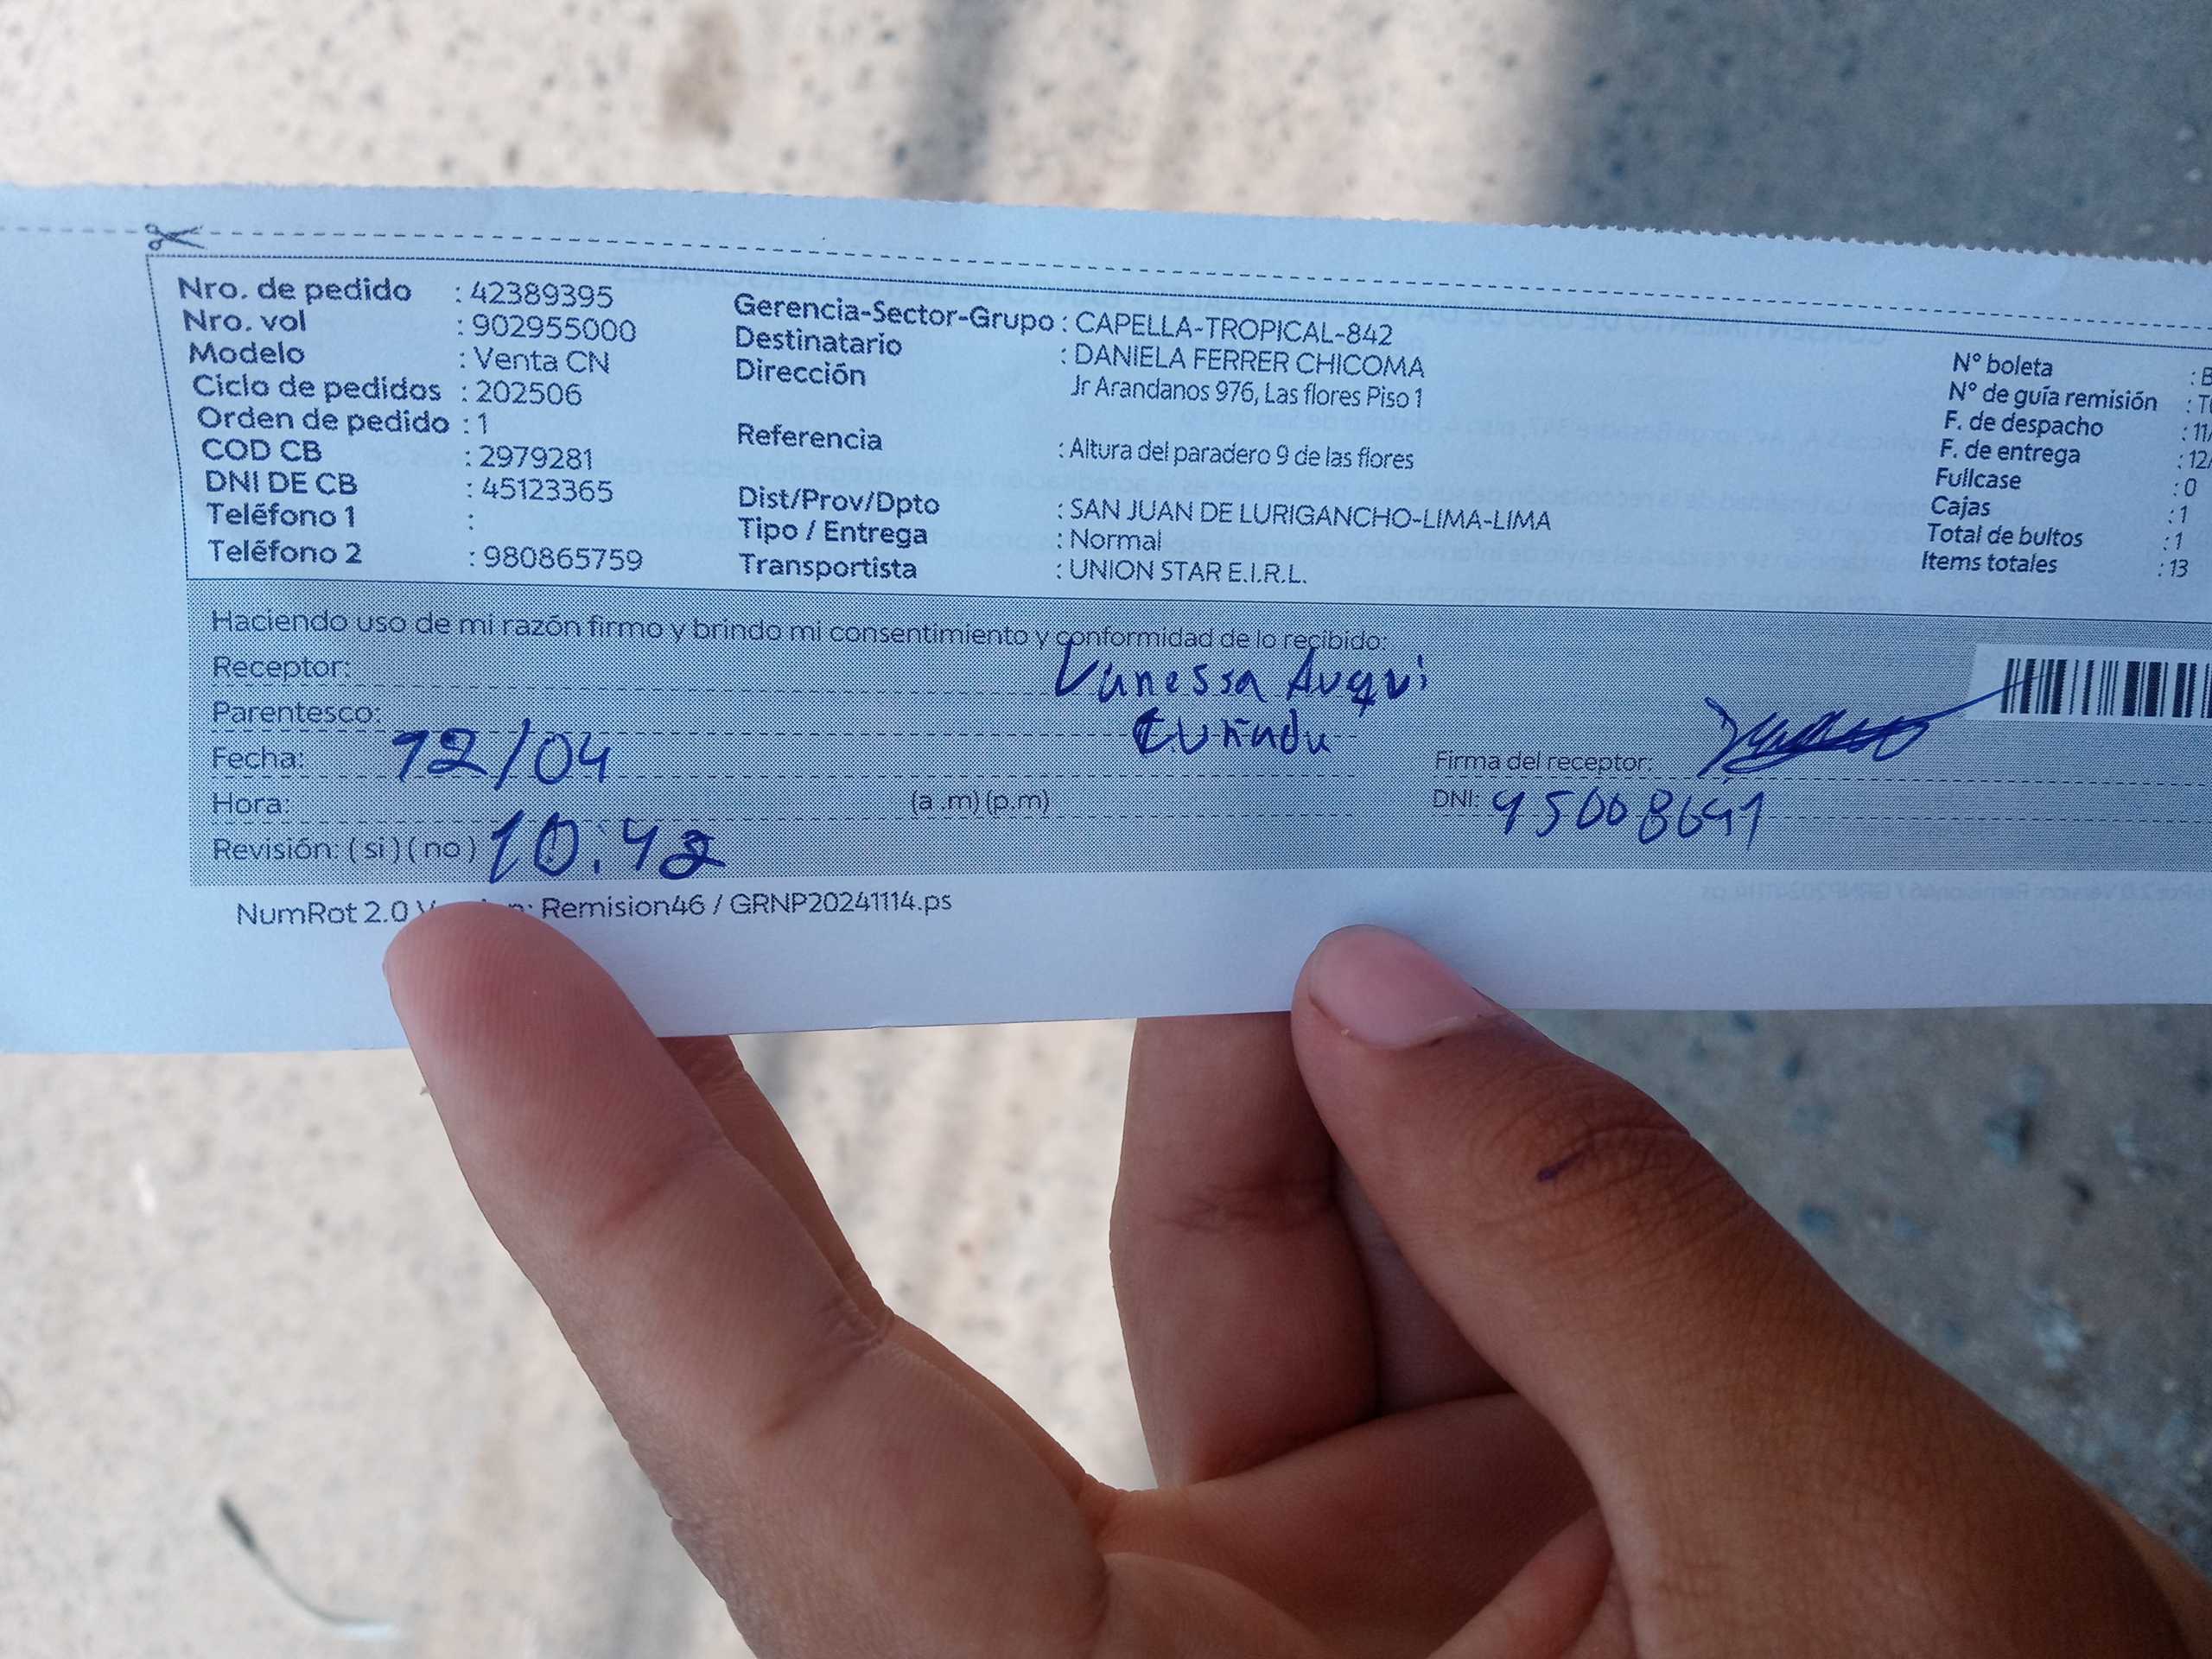 Nro. de pedido : 42389395
Nro. vol : 902955000
Modelo : Venta CN
Ciclo de pedidos : 202506
Orden de pedido : 1
COD CB : 2979281
DNI DE CB : 45123365
Teléfono 1 :
Teléfono 2 : 980865759
Gerencia-Sector-Grupo : CAPELLA-TROPICAL-842
Destinatario : DANIELA FERRER CHICOMA
Dirección Jr Arandanos 976, Las flores Piso 1
Referencia : Altura del paradero 9 de las flores
Dist/Prov/Dpto : SAN JUAN DE LURIGANCHO-LIMA-LIMA
Tipo / Entrega : Normal
Transportista : UNION STAR E.I.R.L.
N° boleta : B
N° de guía remisión : T
F. de despacho : 11/
F. de entrega : 12/
Fullcase : 0
Cajas : 1
Total de bultos : 1
Items totales : 13
Haciendo uso de mi razón firmo y brindo mi consentimiento y conformidad de lo recibido:
Receptor: Vanessa Auqui
Parentesco: Cuñada
Fecha: 12/04
Hora: (a .m) (p.m)
Revisión: ( si ) ( no ) 10:42
Firma del receptor:
DNI:
NumRot 2.0 Remision46 / GRNP20241114.ps